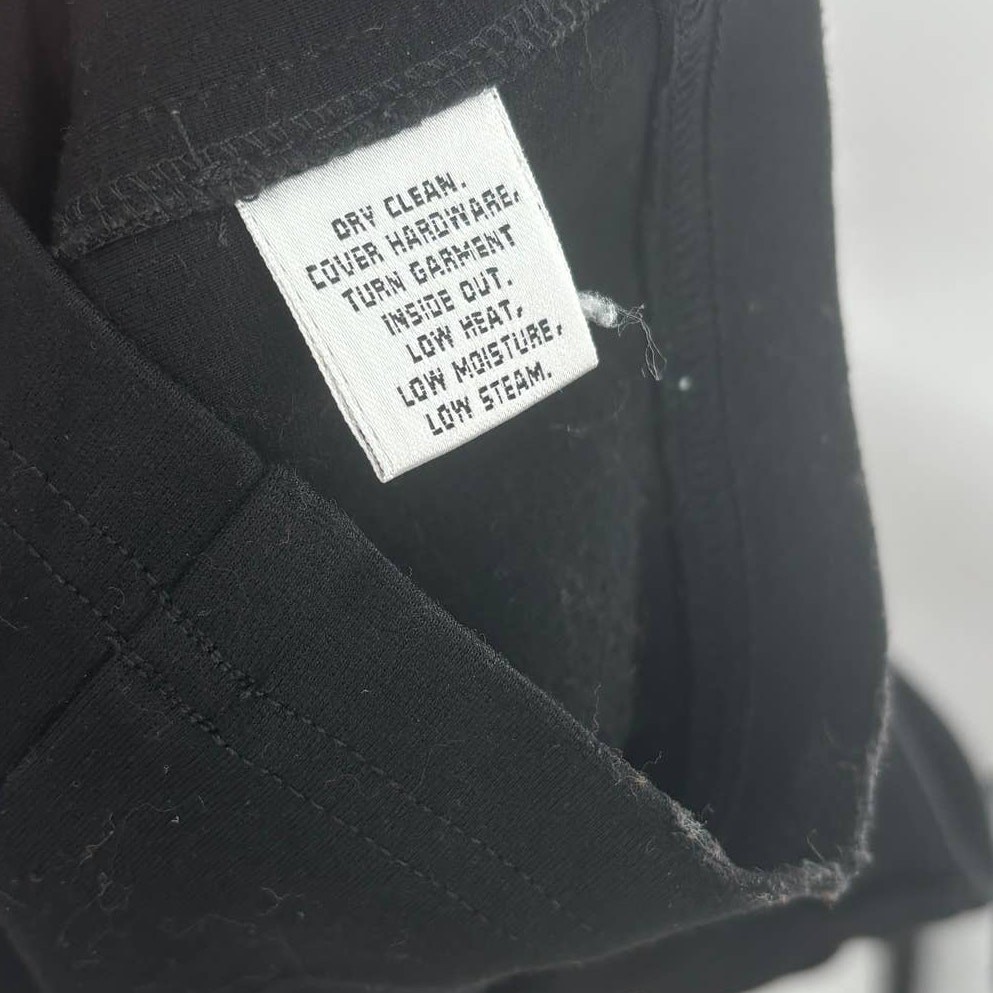 DRY CLEAN.
COVER HARDWARE,
TURN GARMENT
INSIDE OUT.
LOW HEAT,
LOW MOISTURE,
LOW STEAM.